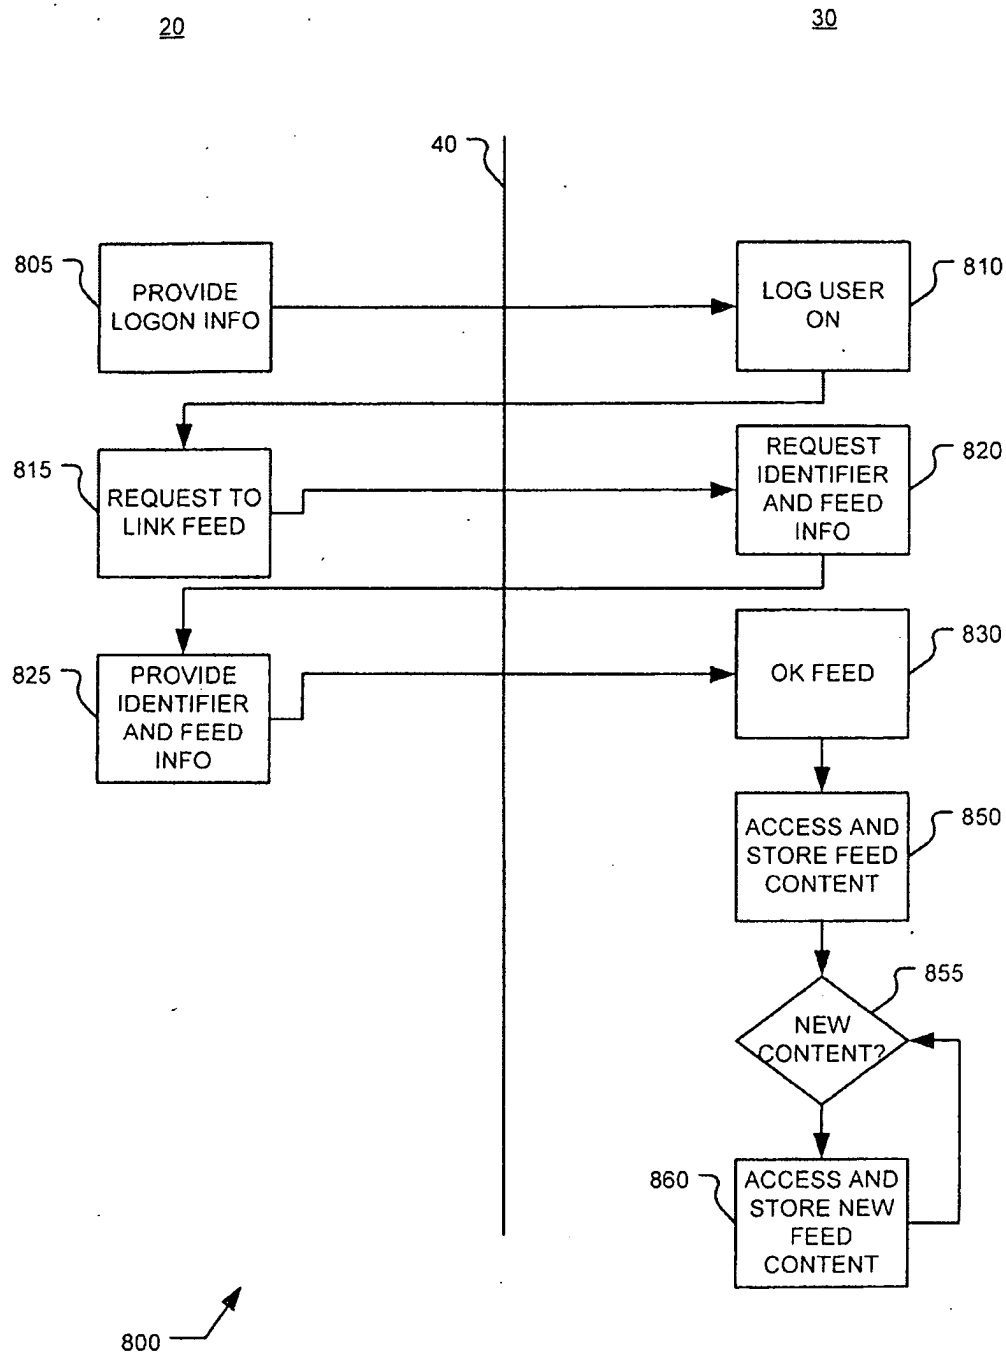 20
30
40
805
PROVIDE
LOGON INFO
LOG USER
ON
810
815
REQUEST TO
LINK FEED
REQUEST
IDENTIFIER
AND FEED
INFO
820
825
PROVIDE
IDENTIFIER
AND FEED
INFO
OK FEED
830
ACCESS AND
STORE FEED
CONTENT
850
855
NEW
CONTENT?
860
ACCESS AND
STORE NEW
FEED
CONTENT
800